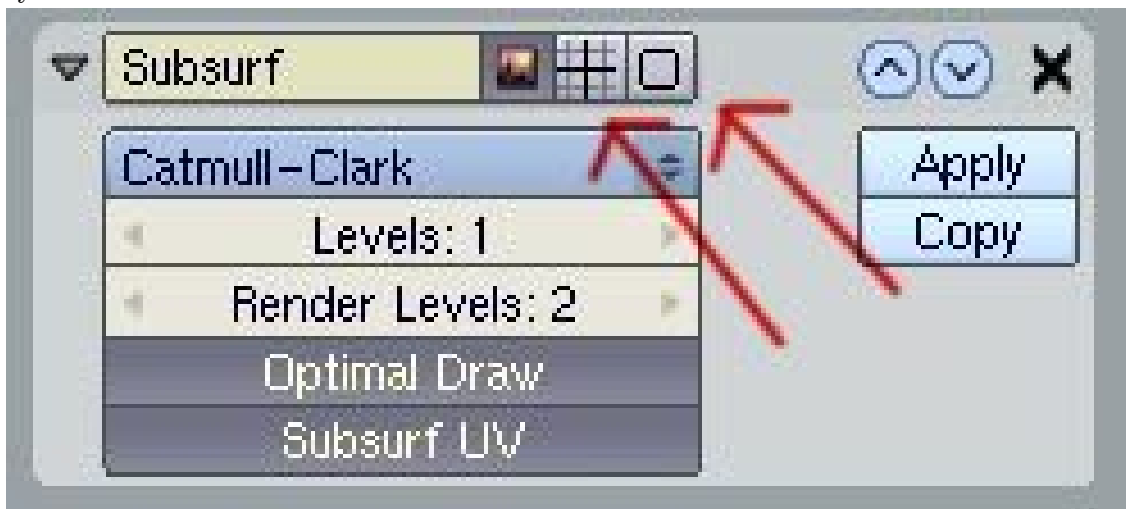 Subsurf
Catmull-Clark
Apply
Levels: 1
Copy
Render Levels: 2
Optimal Draw
Subsurf UV